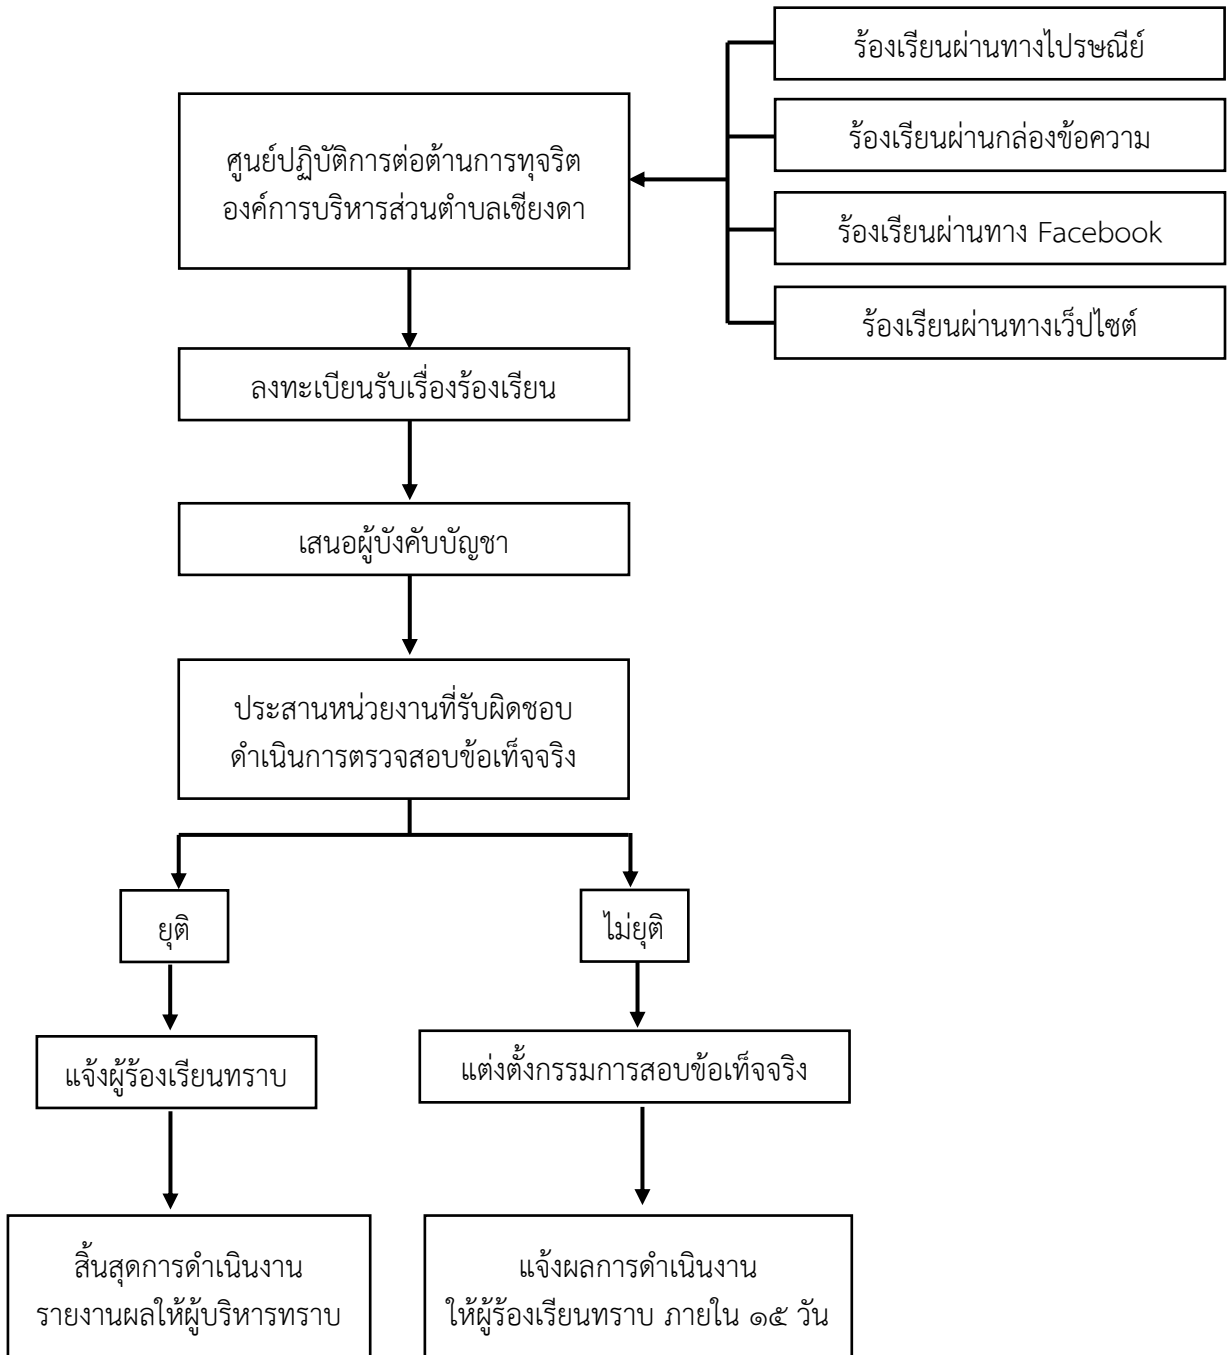 ร้องเรียนผ่านทางไปรษณีย์
ร้องเรียนผ่านกล่องข้อความ
ร้องเรียนผ่านทาง Facebook
ร้องเรียนผ่านทางเว็ปไซต์
ศูนย์ปฏิบัติการต่อต้านการทุจริต
องค์การบริหารส่วนตำบลเชียงดา
ลงทะเบียนรับเรื่องร้องเรียน
เสนอผู้บังคับบัญชา
ประสานหน่วยงานที่รับผิดชอบ
ดำเนินการตรวจสอบข้อเท็จจริง
ยุติ
ไม่ยุติ
แจ้งผู้ร้องเรียนทราบ
แต่งตั้งกรรมการสอบข้อเท็จจริง
สิ้นสุดการดำเนินงาน
รายงานผลให้ผู้บริหารทราบ
แจ้งผลการดำเนินงาน
ให้ผู้ร้องเรียนทราบ ภายใน ๑๕ วัน